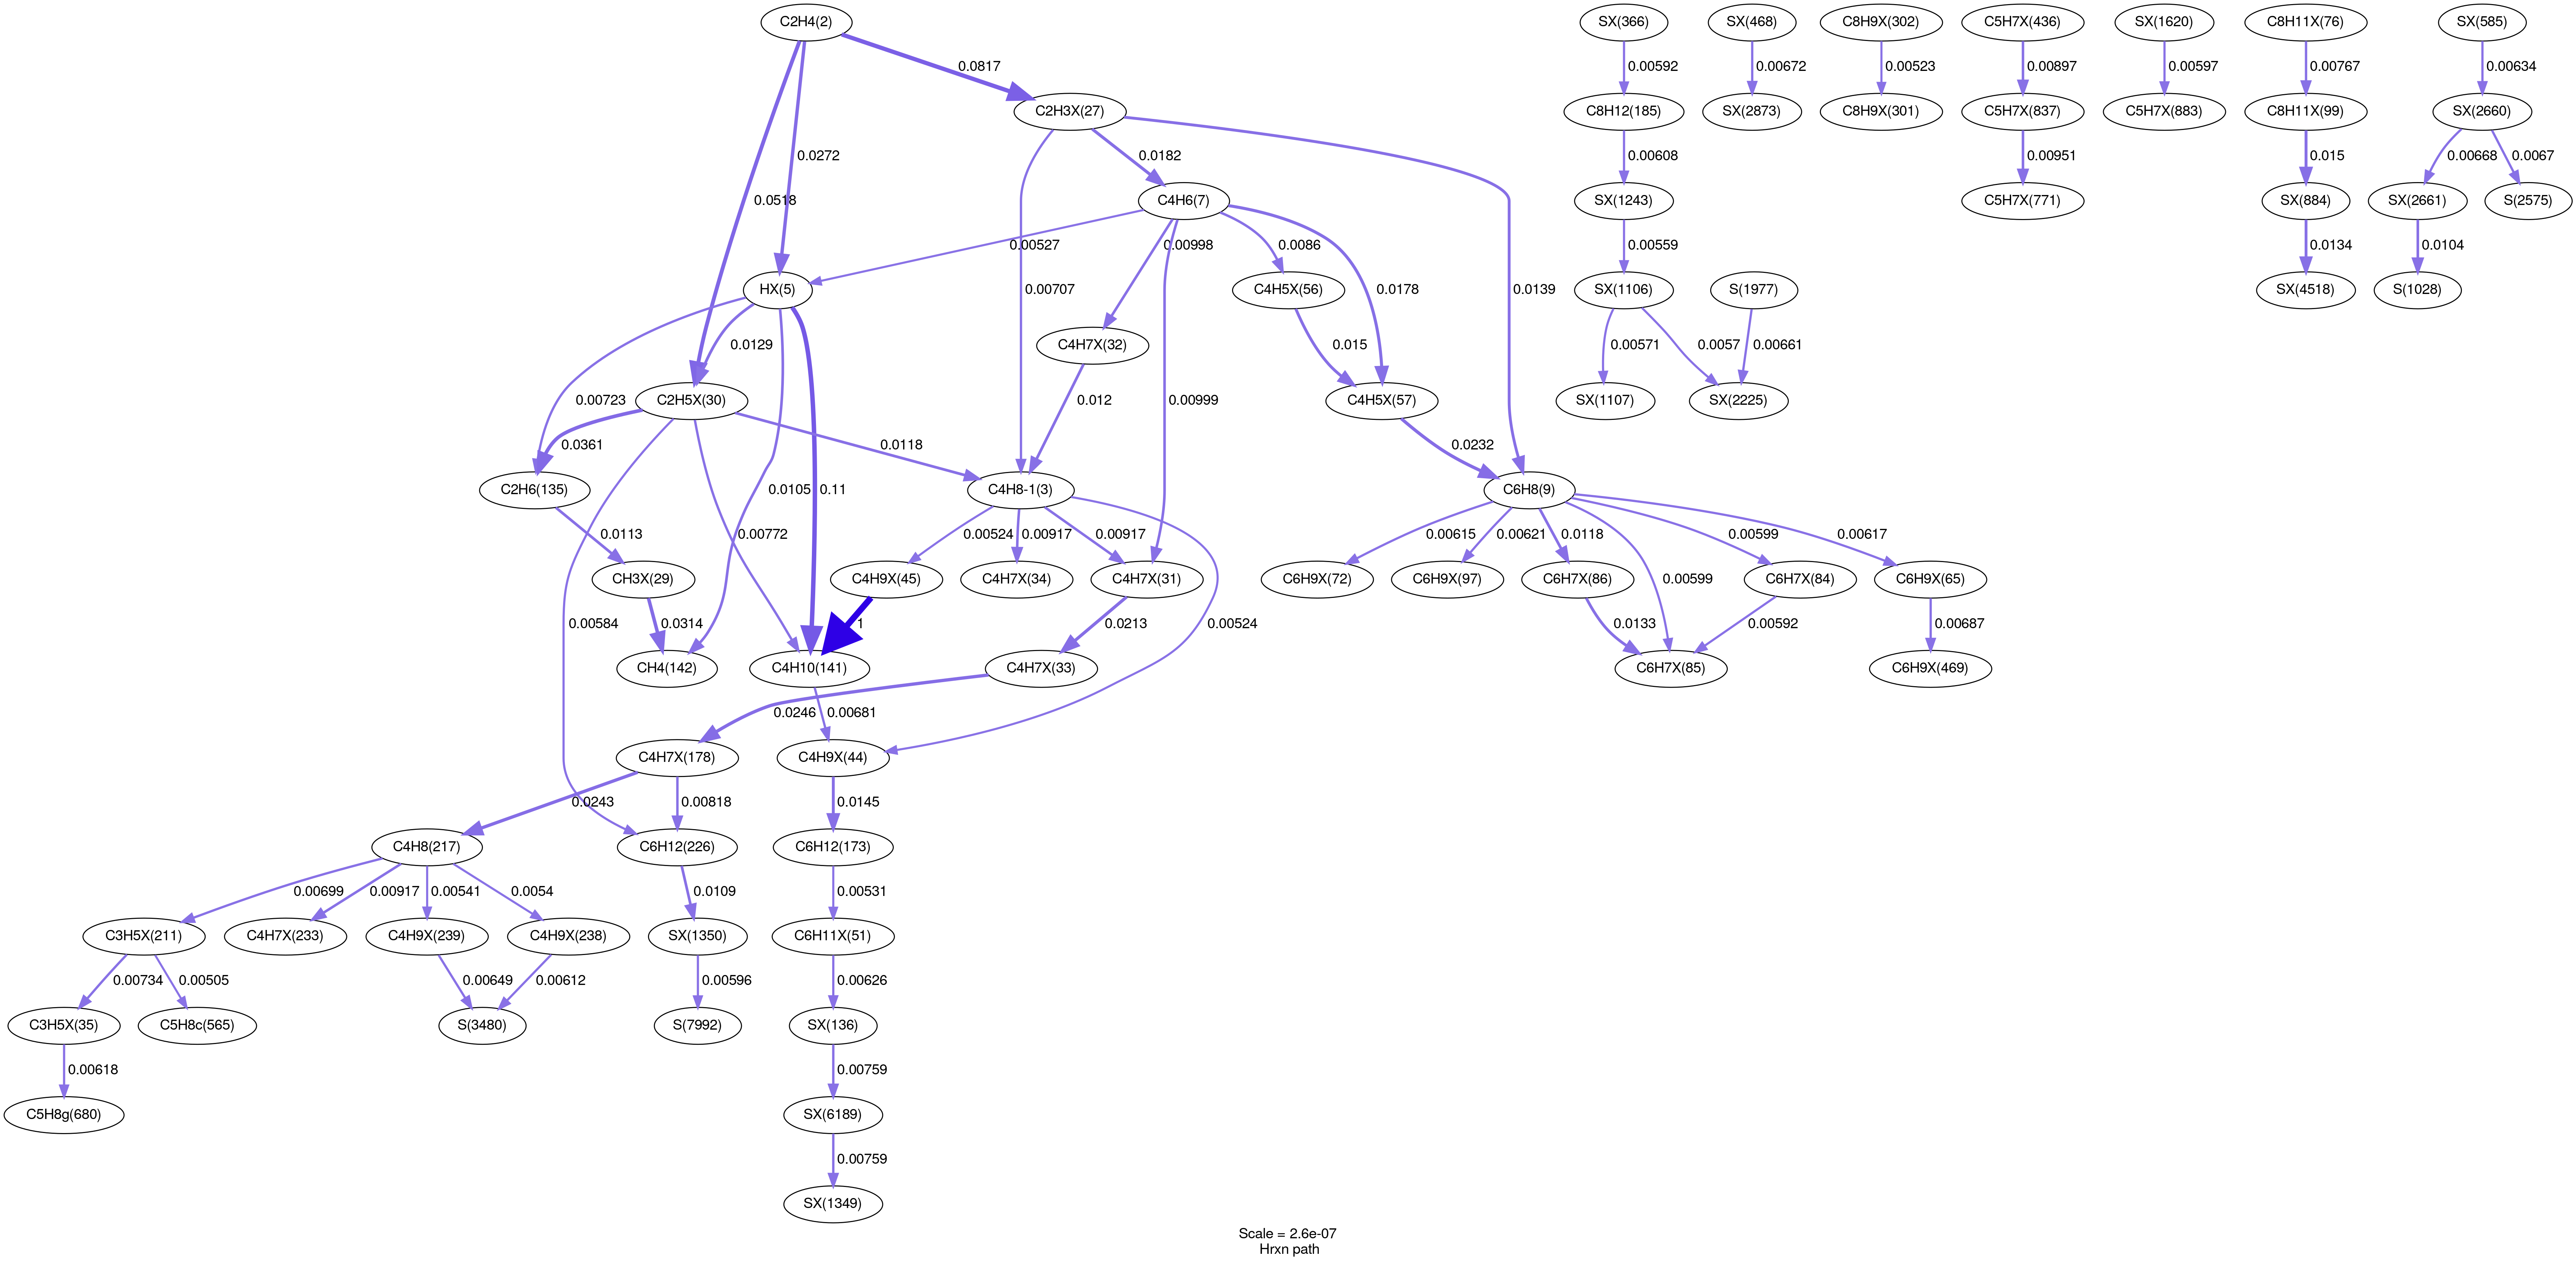 C2H4(2)
SX(366)
SX(468)
C8H9X(302)
C5H7X(436)
SX(1620)
C8H11X(76)
SX(585)
0.0817
0.00592
0.00672
0.00523
0.00897
0.00597
0.00767
0.00634
C2H3X(27)
C8H12(185)
SX(2873)
C8H9X(301)
C5H7X(837)
C5H7X(883)
C8H11X(99)
SX(2660)
0.0272
0.0182
0.00608
0.00951
0.015
0.00668
0.0067
0.0518
C4H6(7)
SX(1243)
C5H7X(771)
SX(884)
SX(2661)
S(2575)
0.00527
0.00998
0.0086
0.00559
0.0134
0.0104
HX(5)
0.00707
C4H5X(56)
0.0178
0.0139
SX(1106)
S(1977)
SX(4518)
S(1028)
0.0129
C4H7X(32)
0.015
0.00571
0.0057
0.00661
0.00723
C2H5X(30)
0.012
0.00999
C4H5X(57)
SX(1107)
SX(2225)
0.0361
0.0118
0.0232
C2H6(135)
0.0105
0.11
C4H8-1(3)
C6H8(9)
0.0113
0.00772
0.00524
0.00917
0.00917
0.00615
0.00621
0.0118
0.00599
0.00617
CH3X(29)
C4H9X(45)
C4H7X(34)
C4H7X(31)
C6H9X(72)
C6H9X(97)
C6H7X(86)
0.00599
C6H7X(84)
C6H9X(65)
0.00584
0.0314
1
0.0213
0.00524
0.0133
0.00592
0.00687
CH4(142)
C4H10(141)
C4H7X(33)
C6H7X(85)
C6H9X(469)
0.0246
0.00681
C4H7X(178)
C4H9X(44)
0.0243
0.00818
0.0145
C4H8(217)
C6H12(226)
C6H12(173)
0.00699
0.00917
0.00541
0.0054
0.0109
0.00531
C3H5X(211)
C4H7X(233)
C4H9X(239)
C4H9X(238)
SX(1350)
C6H11X(51)
0.00734
0.00505
0.00649
0.00612
0.00596
0.00626
C3H5X(35)
C5H8c(565)
S(3480)
S(7992)
SX(136)
0.00618
0.00759
C5H8g(680)
SX(6189)
0.00759
SX(1349)
Scale = 2.6e-07
Hrxn path